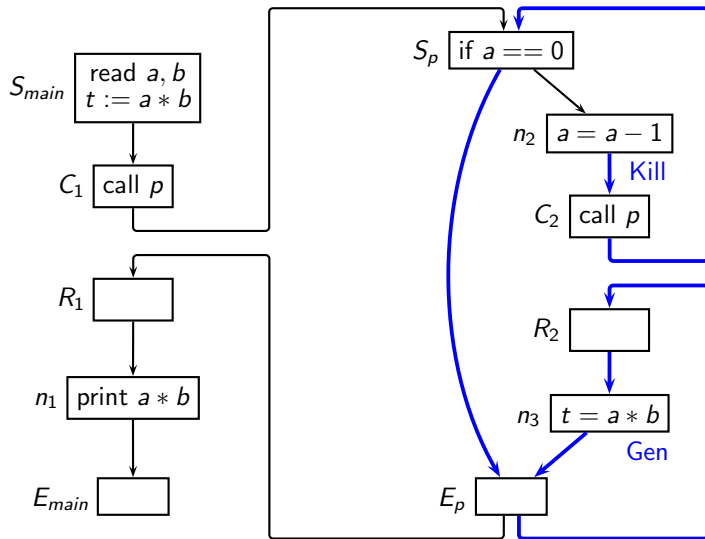 S_main
read a, b
t := a * b
C_1
call p
R_1
n_1
print a * b
E_main
S_p
if a == 0
n_2
a = a − 1
Kill
C_2
call p
R_2
n_3
t = a * b
Gen
E_p